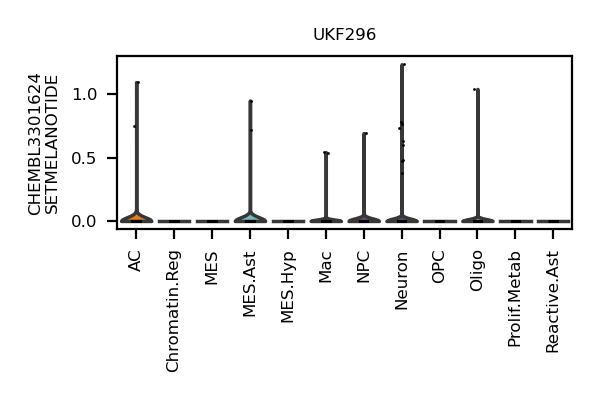 UKF296
CHEMBL3301624
SETMELANOTIDE
1.0
0.5
0.0
AC
Chromatin.Reg
MES
MES.Ast
MES.Hyp
Mac
NPC
Neuron
OPC
Oligo
Prolif.Metab
Reactive.Ast